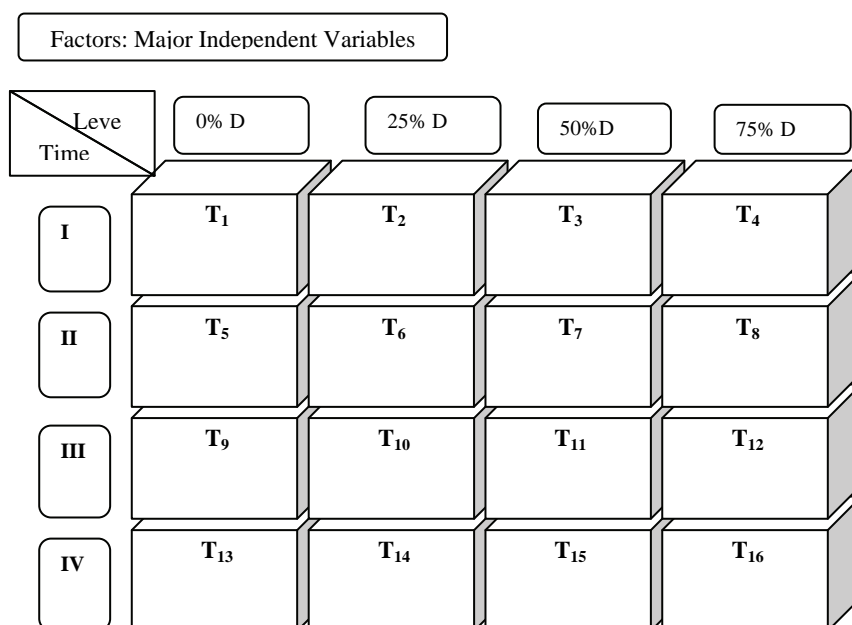 Factors: Major Independent Variables
Leve
Time
0% D
25% D
50%D
75% D
I
T1
T2
T3
T4
II
T5
T6
T7
T8
III
T9
T10
T11
T12
IV
T13
T14
T15
T16